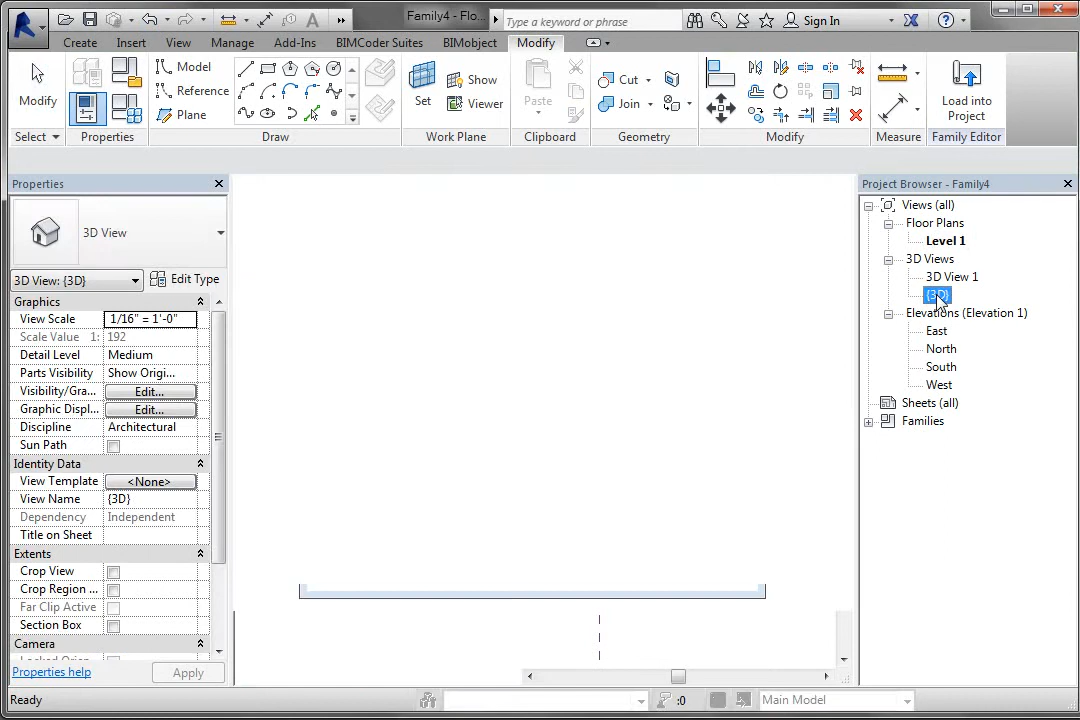 Family4 - Flo...
Type a keyword or phrase
Sign In
Create
Insert
View
Manage
Add-Ins
BIMCoder Suites
BIMobject
Modify
Modify
Model
Reference
Plane
Set
Show
Viewer
Paste
Cut
Join
Load into
Project
Select
Properties
Draw
Work Plane
Clipboard
Geometry
Modify
Measure
Family Editor
Properties
3D View
3D View: {3D}
Edit Type
Graphics
View Scale 1/16" = 1'-0"
Scale Value 1: 192
Detail Level Medium
Parts Visibility Show Origi...
Visibility/Gra... Edit...
Graphic Displ... Edit...
Discipline Architectural
Sun Path
Identity Data
View Template <None>
View Name {3D}
Dependency Independent
Title on Sheet
Extents
Crop View
Crop Region ...
Far Clip Active
Section Box
Camera
Properties help
Apply
Project Browser - Family4
Views (all)
Floor Plans
Level 1
3D Views
3D View 1
{3D}
Elevations (Elevation 1)
East
North
South
West
Sheets (all)
Families
Ready
:0
Main Model